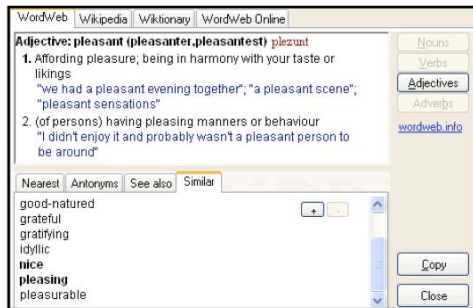 WordWeb Wikipedia Wiktionary WordWeb Online
Adjective: pleasant (pleasanter,pleasantest) plezunt
1. Affording pleasure; being in harmony with your taste or
likings
"we had a pleasant evening together"; "a pleasant scene";
"pleasant sensations"
2. (of persons) having pleasing manners or behaviour
"I didn't enjoy it and probably wasn't a pleasant person to
be around"
Nouns
Verbs
Adjectives
Adverbs
wordweb.info
Nearest Antonyms See also Similar
good-natured
grateful
gratifying
idyllic
nice
pleasing
pleasurable
+ -
Copy
Close